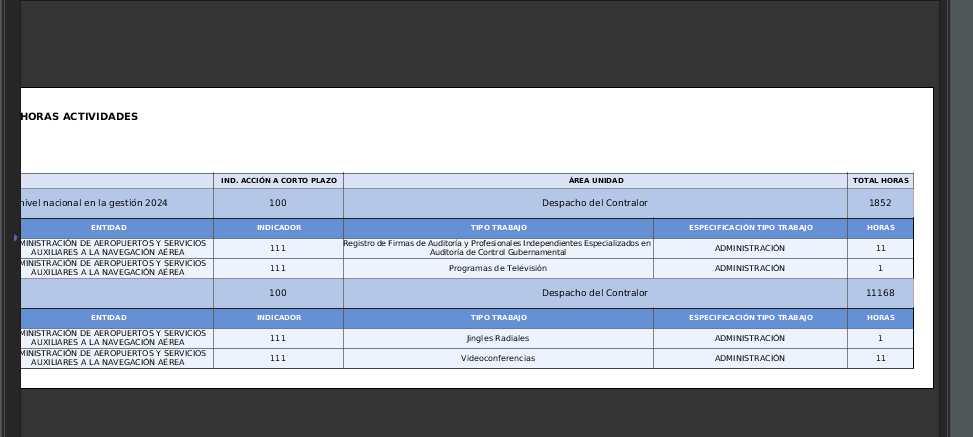 HORAS ACTIVIDADES
IND. ACCIÓN A CORTO PLAZO ÁREA UNIDAD TOTAL HORAS
nivel nacional en la gestión 2024 100 Despacho del Contralor 1852
ENTIDAD INDICADOR TIPO TRABAJO ESPECIFICACIÓN TIPO TRABAJO HORAS
MINISTRACIÓN DE AEROPUERTOS Y SERVICIOS
AUXILIARES A LA NAVEGACIÓN AÉREA
111
Registro de Firmas de Auditoría y Profesionales Independientes Especializados en
Auditoría de Control Gubernamental
ADMINISTRACIÓN 11
MINISTRACIÓN DE AEROPUERTOS Y SERVICIOS
AUXILIARES A LA NAVEGACIÓN AÉREA
111 Programas de Televisión ADMINISTRACIÓN 1
100 Despacho del Contralor 11168
ENTIDAD INDICADOR TIPO TRABAJO ESPECIFICACIÓN TIPO TRABAJO HORAS
MINISTRACIÓN DE AEROPUERTOS Y SERVICIOS
AUXILIARES A LA NAVEGACIÓN AÉREA
111 Jingles Radiales ADMINISTRACIÓN 1
MINISTRACIÓN DE AEROPUERTOS Y SERVICIOS
AUXILIARES A LA NAVEGACIÓN AÉREA
111 Videoconferencias ADMINISTRACIÓN 11